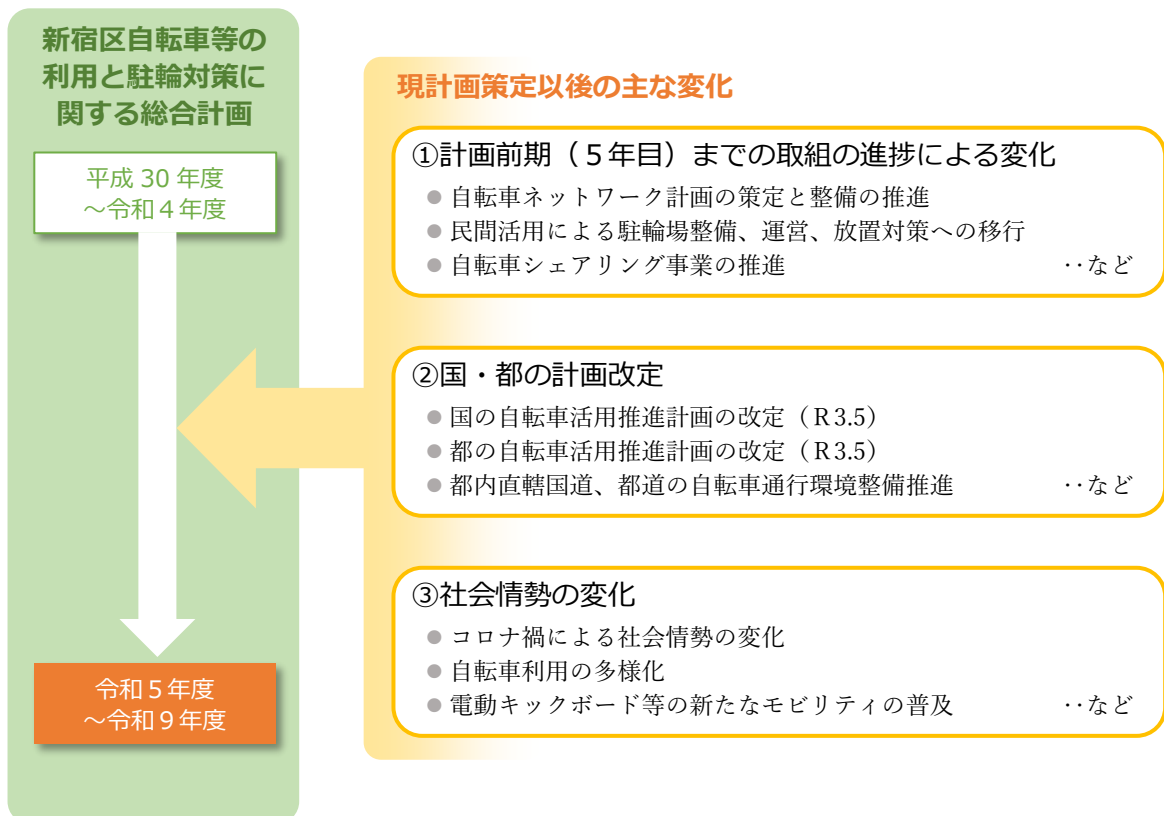 新宿区自転車等の
利用と駐輪対策に
関する総合計画
平成 30 年度
～令和４年度
令和５年度
～令和９年度
現計画策定以後の主な変化
①計画前期（５年目）までの取組の進捗による変化
● 自転車ネットワーク計画の策定と整備の推進
● 民間活用による駐輪場整備、運営、放置対策への移行
● 自転車シェアリング事業の推進 ‥など
②国・都の計画改定
● 国の自転車活用推進計画の改定（Ｒ3.5）
● 都の自転車活用推進計画の改定（Ｒ3.5）
● 都内直轄国道、都道の自転車通行環境整備推進 ‥など
③社会情勢の変化
● コロナ禍による社会情勢の変化
● 自転車利用の多様化
● 電動キックボード等の新たなモビリティの普及 ‥など